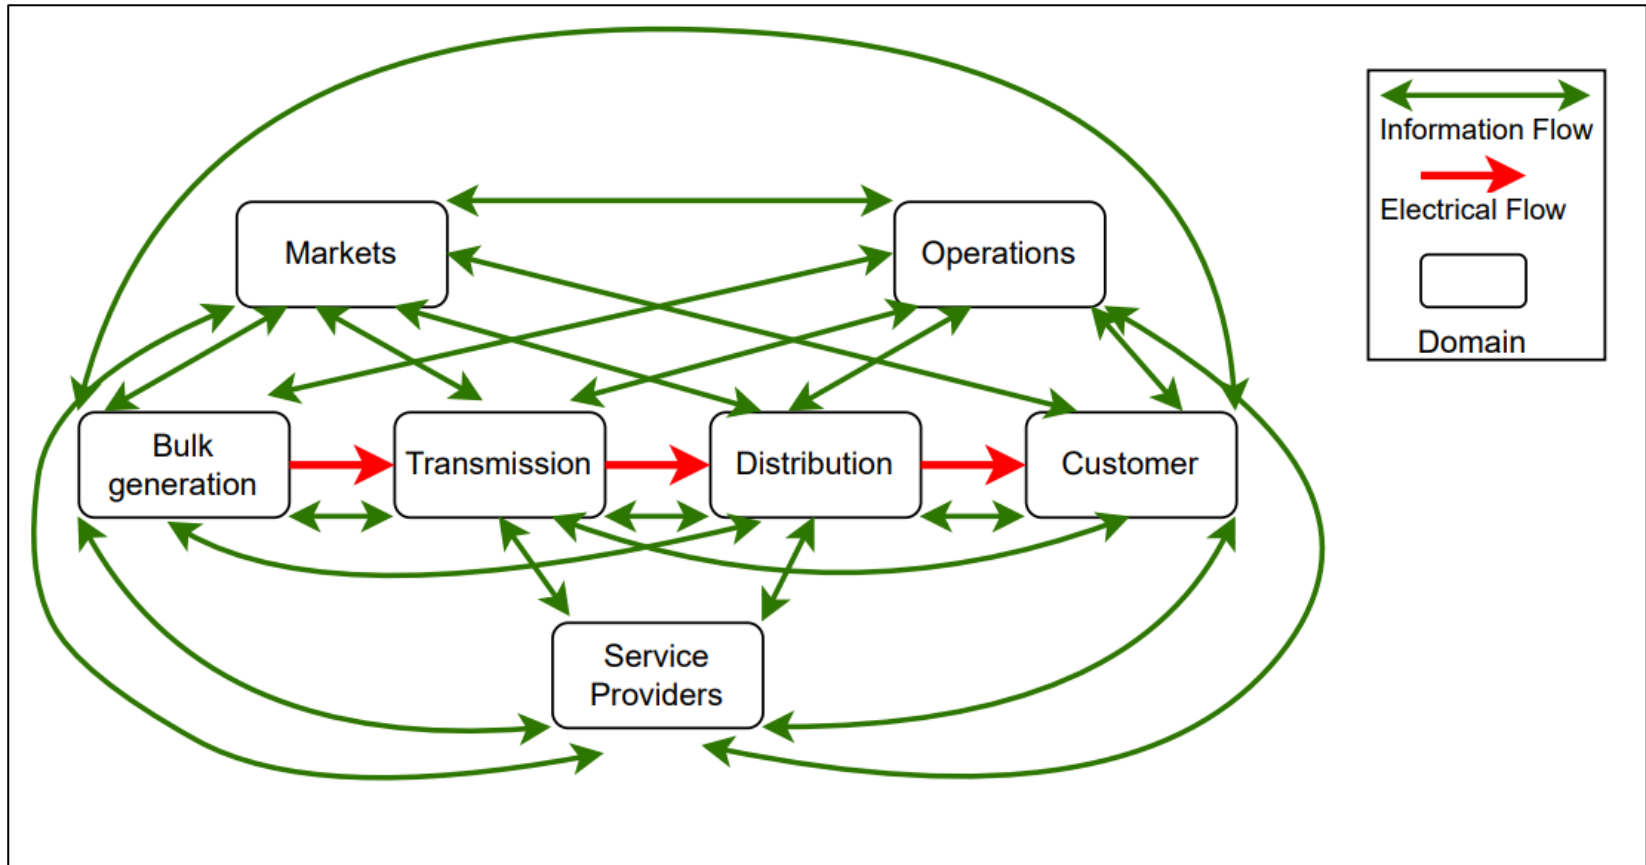 Information Flow
Electrical Flow
Domain
Markets
Operations
Bulk
generation
Transmission
Distribution
Customer
Service
Providers